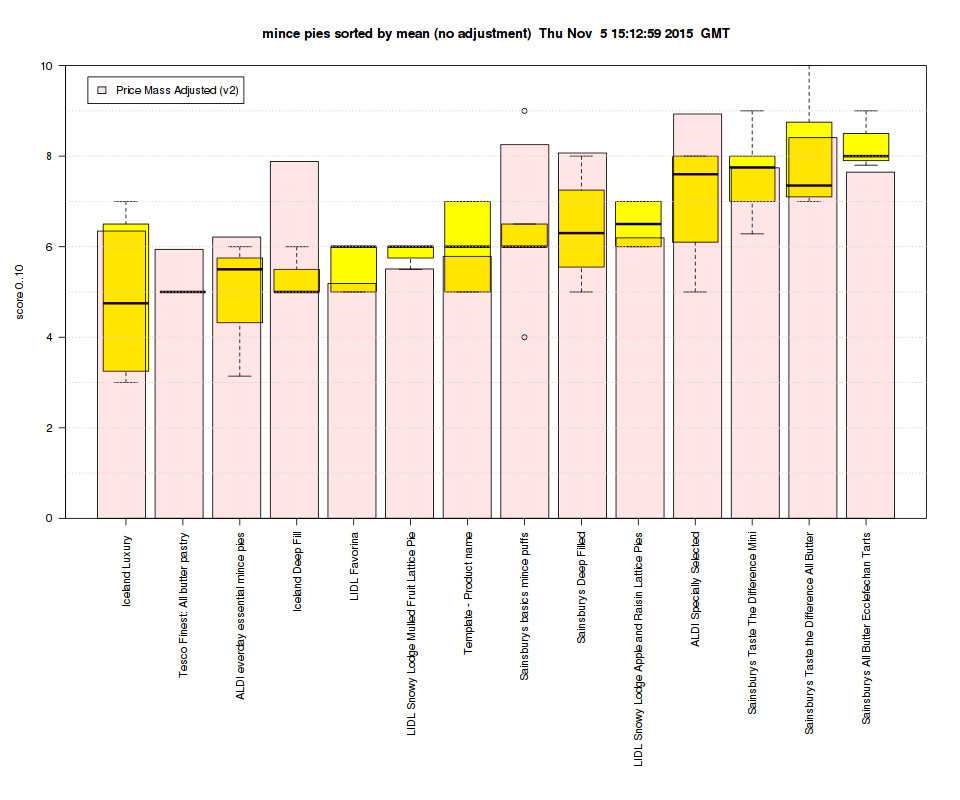 mince pies sorted by mean (no adjustment)  Thu Nov  5 15:12:59 2015  GMT
Price Mass Adjusted (v2)
score 0..10
10
8
6
4
2
0
Iceland Luxury
Tesco Finest: All butter pastry
ALDI everday essential mince pies
Iceland Deep Fill
LIDL Favorina
LIDL Snowy Lodge Mulled Fruit Lattice Pie
Template - Product name
Sainsburys basics mince puffs
Sainsburys Deep Filled
LIDL Snowy Lodge Apple and Raisin Lattice Pies
ALDI Specially Selected
Sainsburys Taste The Difference Mini
Sainsburys Taste the Difference All Butter
Sainsburys All Butter Ecclefechan Tarts